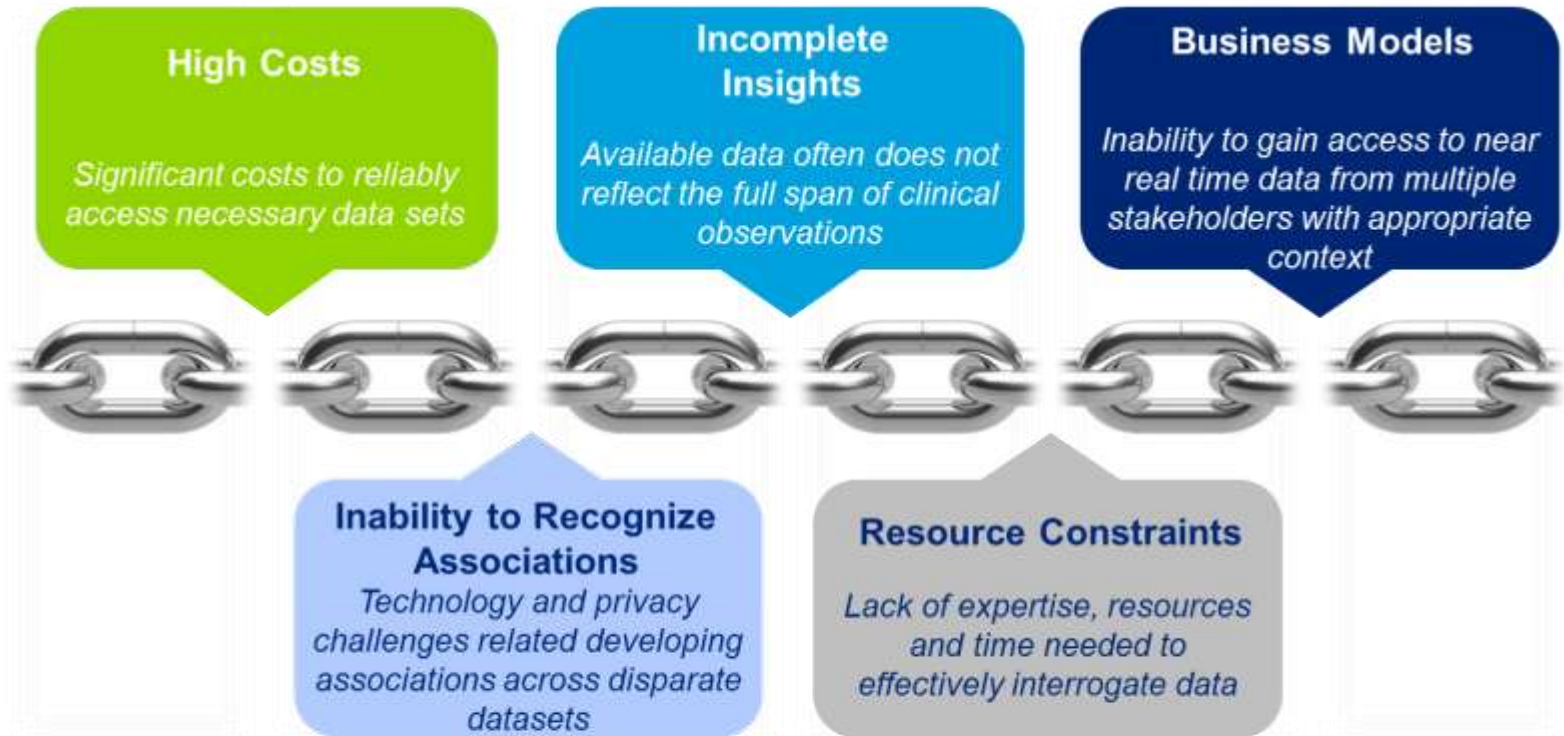 High Costs
Significant costs to reliably
access necessary data sets
Incomplete
Insights
Available data often does not
reflect the full span of clinical
observations
Business Models
Inability to gain access to near
real time data from multiple
stakeholders with appropriate
context
Inability to Recognize
Associations
Technology and privacy
challenges related developing
associations across disparate
datasets
Resource Constraints
Lack of expertise, resources
and time needed to
effectively interrogate data